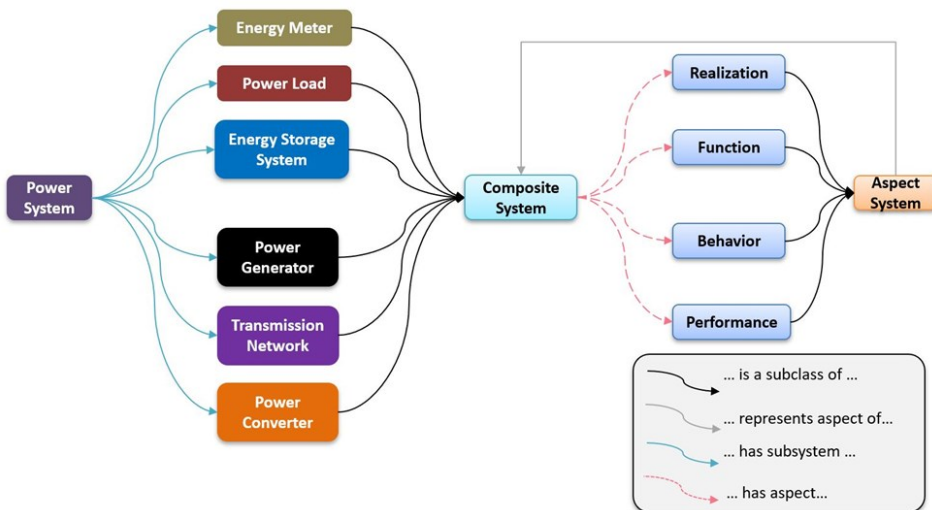 Energy Meter
Power Load
Energy Storage
System
Power
System
Power
Generator
Transmission
Network
Power
Converter
Composite
System
Realization
Function
Behavior
Performance
Aspect
System
... is a subclass of ...
... represents aspect of...
... has subsystem ...
... has aspect...